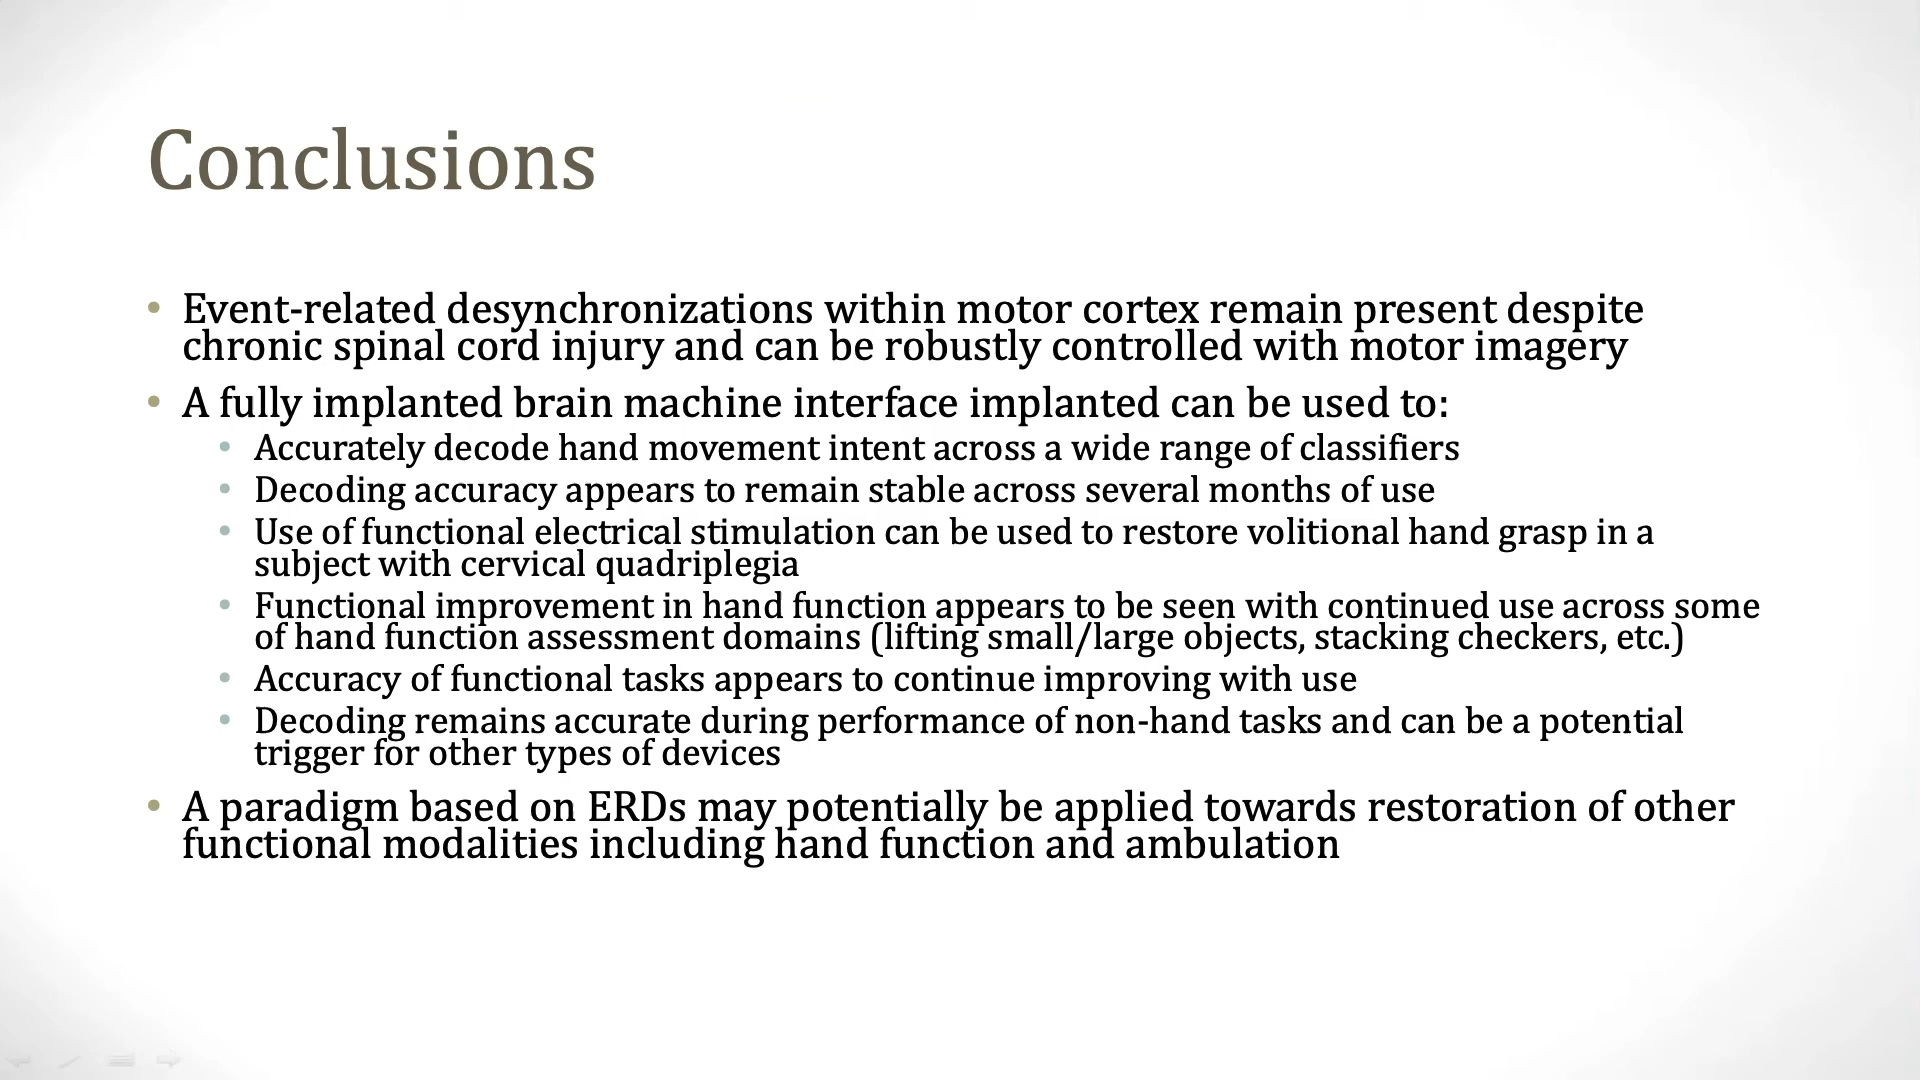 Conclusions
• Event-related desynchronizations within motor cortex remain present despite
chronic spinal cord injury and can be robustly controlled with motor imagery
• A fully implanted brain machine interface implanted can be used to:
• Accurately decode hand movement intent across a wide range of classifiers
• Decoding accuracy appears to remain stable across several months of use
• Use of functional electrical stimulation can be used to restore volitional hand grasp in a
subject with cervical quadriplegia
• Functional improvement in hand function appears to be seen with continued use across some
of hand function assessment domains (lifting small/large objects, stacking checkers, etc.)
• Accuracy of functional tasks appears to continue improving with use
• Decoding remains accurate during performance of non-hand tasks and can be a potential
trigger for other types of devices
• A paradigm based on ERDs may potentially be applied towards restoration of other
functional modalities including hand function and ambulation